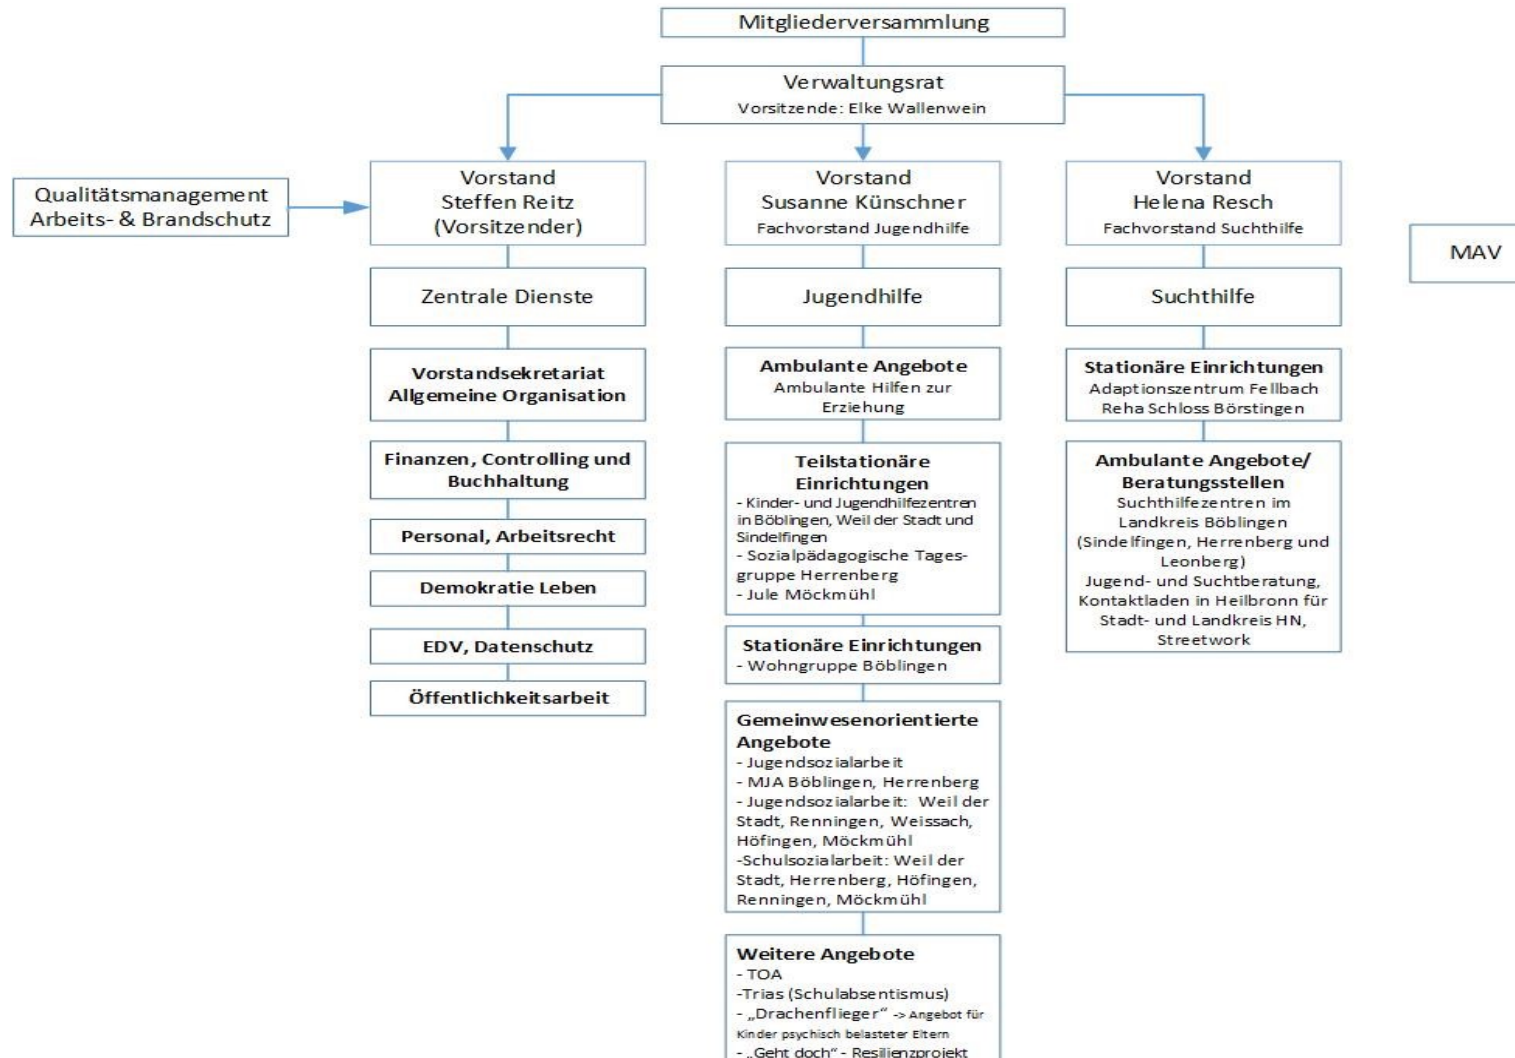 Mitgliederversammlung
Verwaltungsrat
Vorsitzende: Elke Wallenwein
Qualitätsmanagement
Arbeits- & Brandschutz
Vorstand
Steffen Reitz
(Vorsitzender)
Vorstand
Susanne Künschner
Fachvorstand Jugendhilfe
Vorstand
Helena Resch
Fachvorstand Suchthilfe
MAV
Zentrale Dienste
Vorstandsekretariat
Allgemeine Organisation
Finanzen, Controlling und
Buchhaltung
Personal, Arbeitsrecht
Demokratie Leben
EDV, Datenschutz
Öffentlichkeitsarbeit
Jugendhilfe
Ambulante Angebote
Ambulante Hilfen zur
Erziehung
Teilstationäre
Einrichtungen
- Kinder- und Jugendhilfezentren
in Böblingen, Weil der Stadt und
Sindelfingen
- Sozialpädagogische Tages-
gruppe Herrenberg
- Jule Möckmühl
Stationäre Einrichtungen
- Wohngruppe Böblingen
Gemeinwesenorientierte
Angebote
- Jugendsozialarbeit
- MJA Böblingen, Herrenberg
- Jugendsozialarbeit: Weil der
Stadt, Renningen, Weissach,
Höfingen, Möckmühl
-Schulsozialarbeit: Weil der
Stadt, Herrenberg, Höfingen,
Renningen, Möckmühl
Weitere Angebote
- TOA
-Trias (Schulabsentismus)
- „Drachenflieger“ -> Angebot für
Kinder psychisch belasteter Eltern
- „Geht doch“ - Resilienzprojekt
Suchthilfe
Stationäre Einrichtungen
Adaptionszentrum Fellbach
Reha Schloss Börstingen
Ambulante Angebote/
Beratungsstellen
Suchthilfezentren im
Landkreis Böblingen
(Sindelfingen, Herrenberg und
Leonberg)
Jugend- und Suchtberatung,
Kontaktladen in Heilbronn für
Stadt- und Landkreis HN,
Streetwork